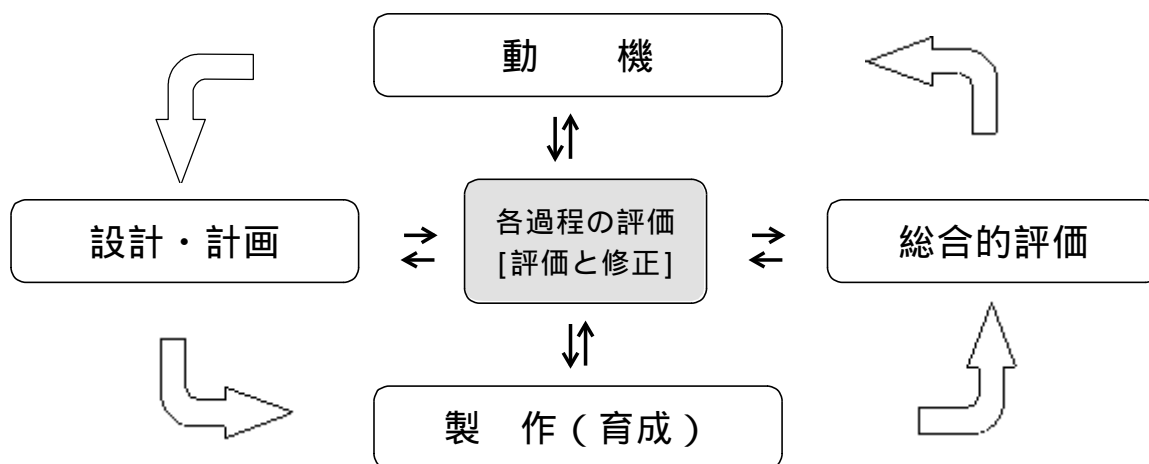 動　　機
設計・計画
各過程の評価
[評価と修正]
総合的評価
製　作(育成)